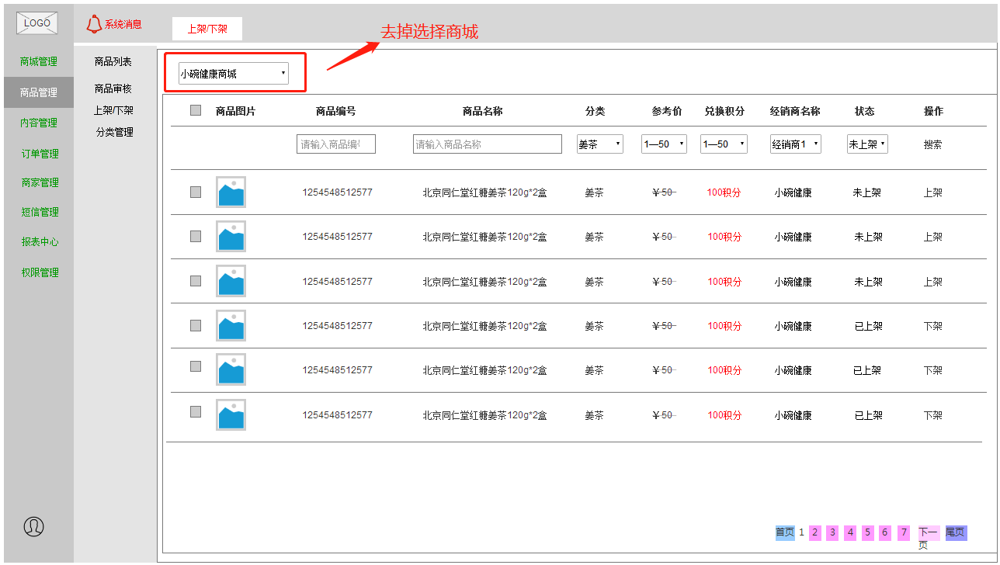 LOGO
系统消息
上架/下架
去掉选择商城
商城管理
商品管理
内容管理
订单管理
商家管理
短信管理
报表中心
权限管理
商品列表
商品审核
上架/下架
分类管理
小碗健康商城
商品图片 商品编号 商品名称 分类 参考价 兑换积分 经销商名称 状态 操作
请输入商品编 请输入商品名称 姜茶 1—50 1—50 经销商1 未上架 搜索
1254548512577 北京同仁堂红糖姜茶120g*2盒 姜茶 ￥50 100积分 小碗健康 未上架 上架
1254548512577 北京同仁堂红糖姜茶120g*2盒 姜茶 ￥50 100积分 小碗健康 未上架 上架
1254548512577 北京同仁堂红糖姜茶120g*2盒 姜茶 ￥50 100积分 小碗健康 未上架 上架
1254548512577 北京同仁堂红糖姜茶120g*2盒 姜茶 ￥50 100积分 小碗健康 已上架 下架
1254548512577 北京同仁堂红糖姜茶120g*2盒 姜茶 ￥50 100积分 小碗健康 已上架 下架
1254548512577 北京同仁堂红糖姜茶120g*2盒 姜茶 ￥50 100积分 小碗健康 已上架 下架
首页 1 2 3 4 5 6 7 下一页 尾页